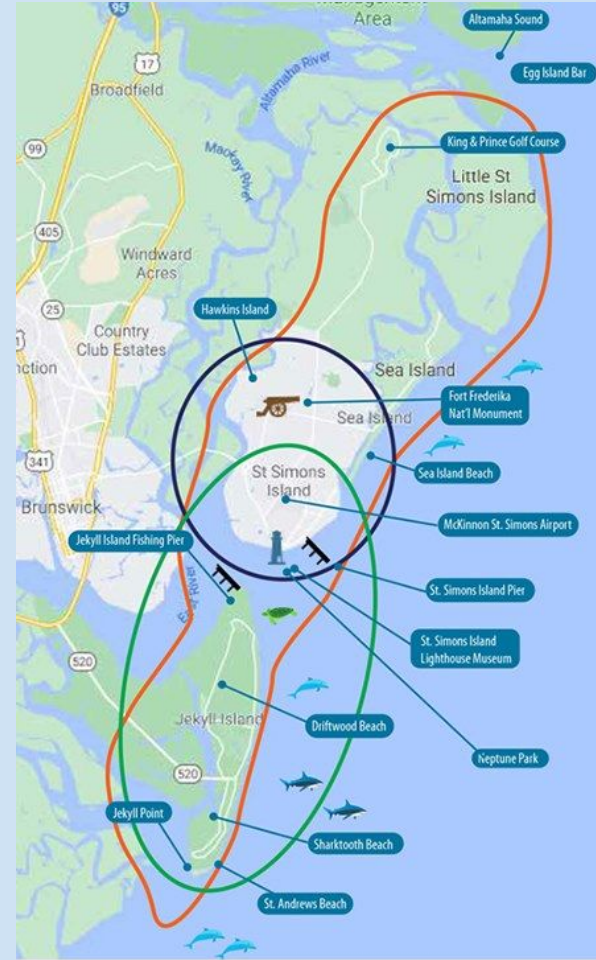 Area
Altamaha Sound
95
Egg Island Bar
17
Broadfield
Altamaha River
King & Prince Golf Course
99
Mackay River
Little St
Simons Island
405
Windward
Acres
25
Hawkins Island
Country
Club Estates
nction
Sea Island
Fort Frederika
Nat'l Monument
Sea Island
341
Sea Island Beach
St Simons
Island
Brunswick
McKinnon St. Simons Airport
Jekyll Island Fishing Pier
St. Simons Island Pier
River
St. Simons Island
Lighthouse Museum
520
Jekyll Island
Driftwood Beach
Neptune Park
520
Jekyll Point
Sharktooth Beach
St. Andrews Beach